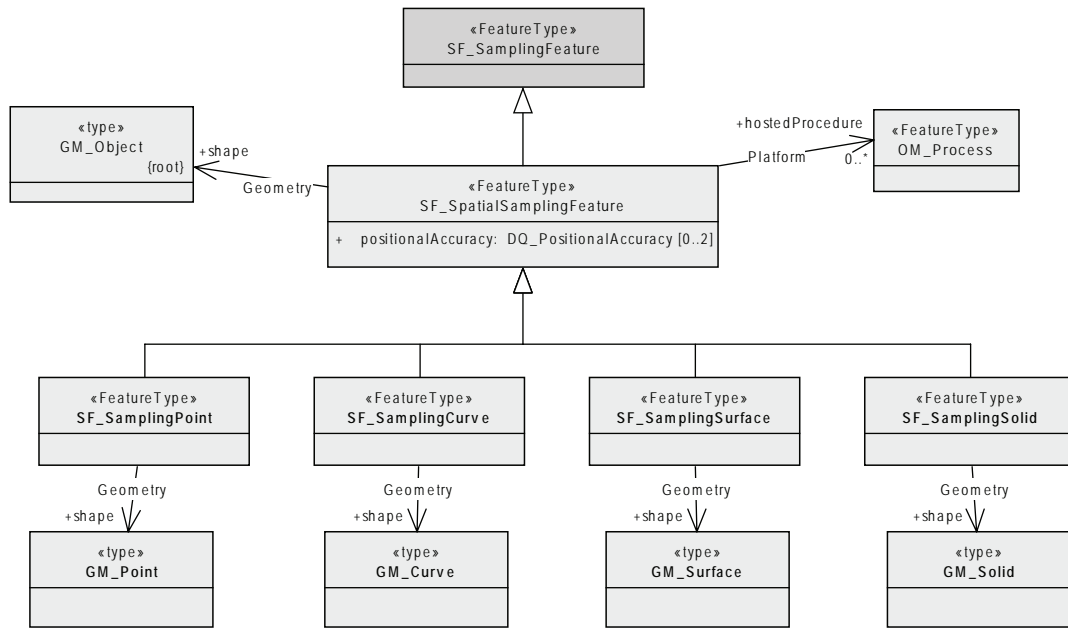 «FeatureType»
SF_SamplingFeature
«type»
GM_Object
{root}
+shape
Geometry
+hostedProcedure
Platform
0..*
«FeatureType»
OM_Process
«FeatureType»
SF_SpatialSamplingFeature
+ positionalAccuracy: DQ_PositionalAccuracy [0..2]
«FeatureType»
SF_SamplingPoint
«FeatureType»
SF_SamplingCurve
«FeatureType»
SF_SamplingSurface
«FeatureType»
SF_SamplingSolid
Geometry
+shape
Geometry
+shape
Geometry
+shape
Geometry
+shape
«type»
GM_Point
«type»
GM_Curve
«type»
GM_Surface
«type»
GM_Solid